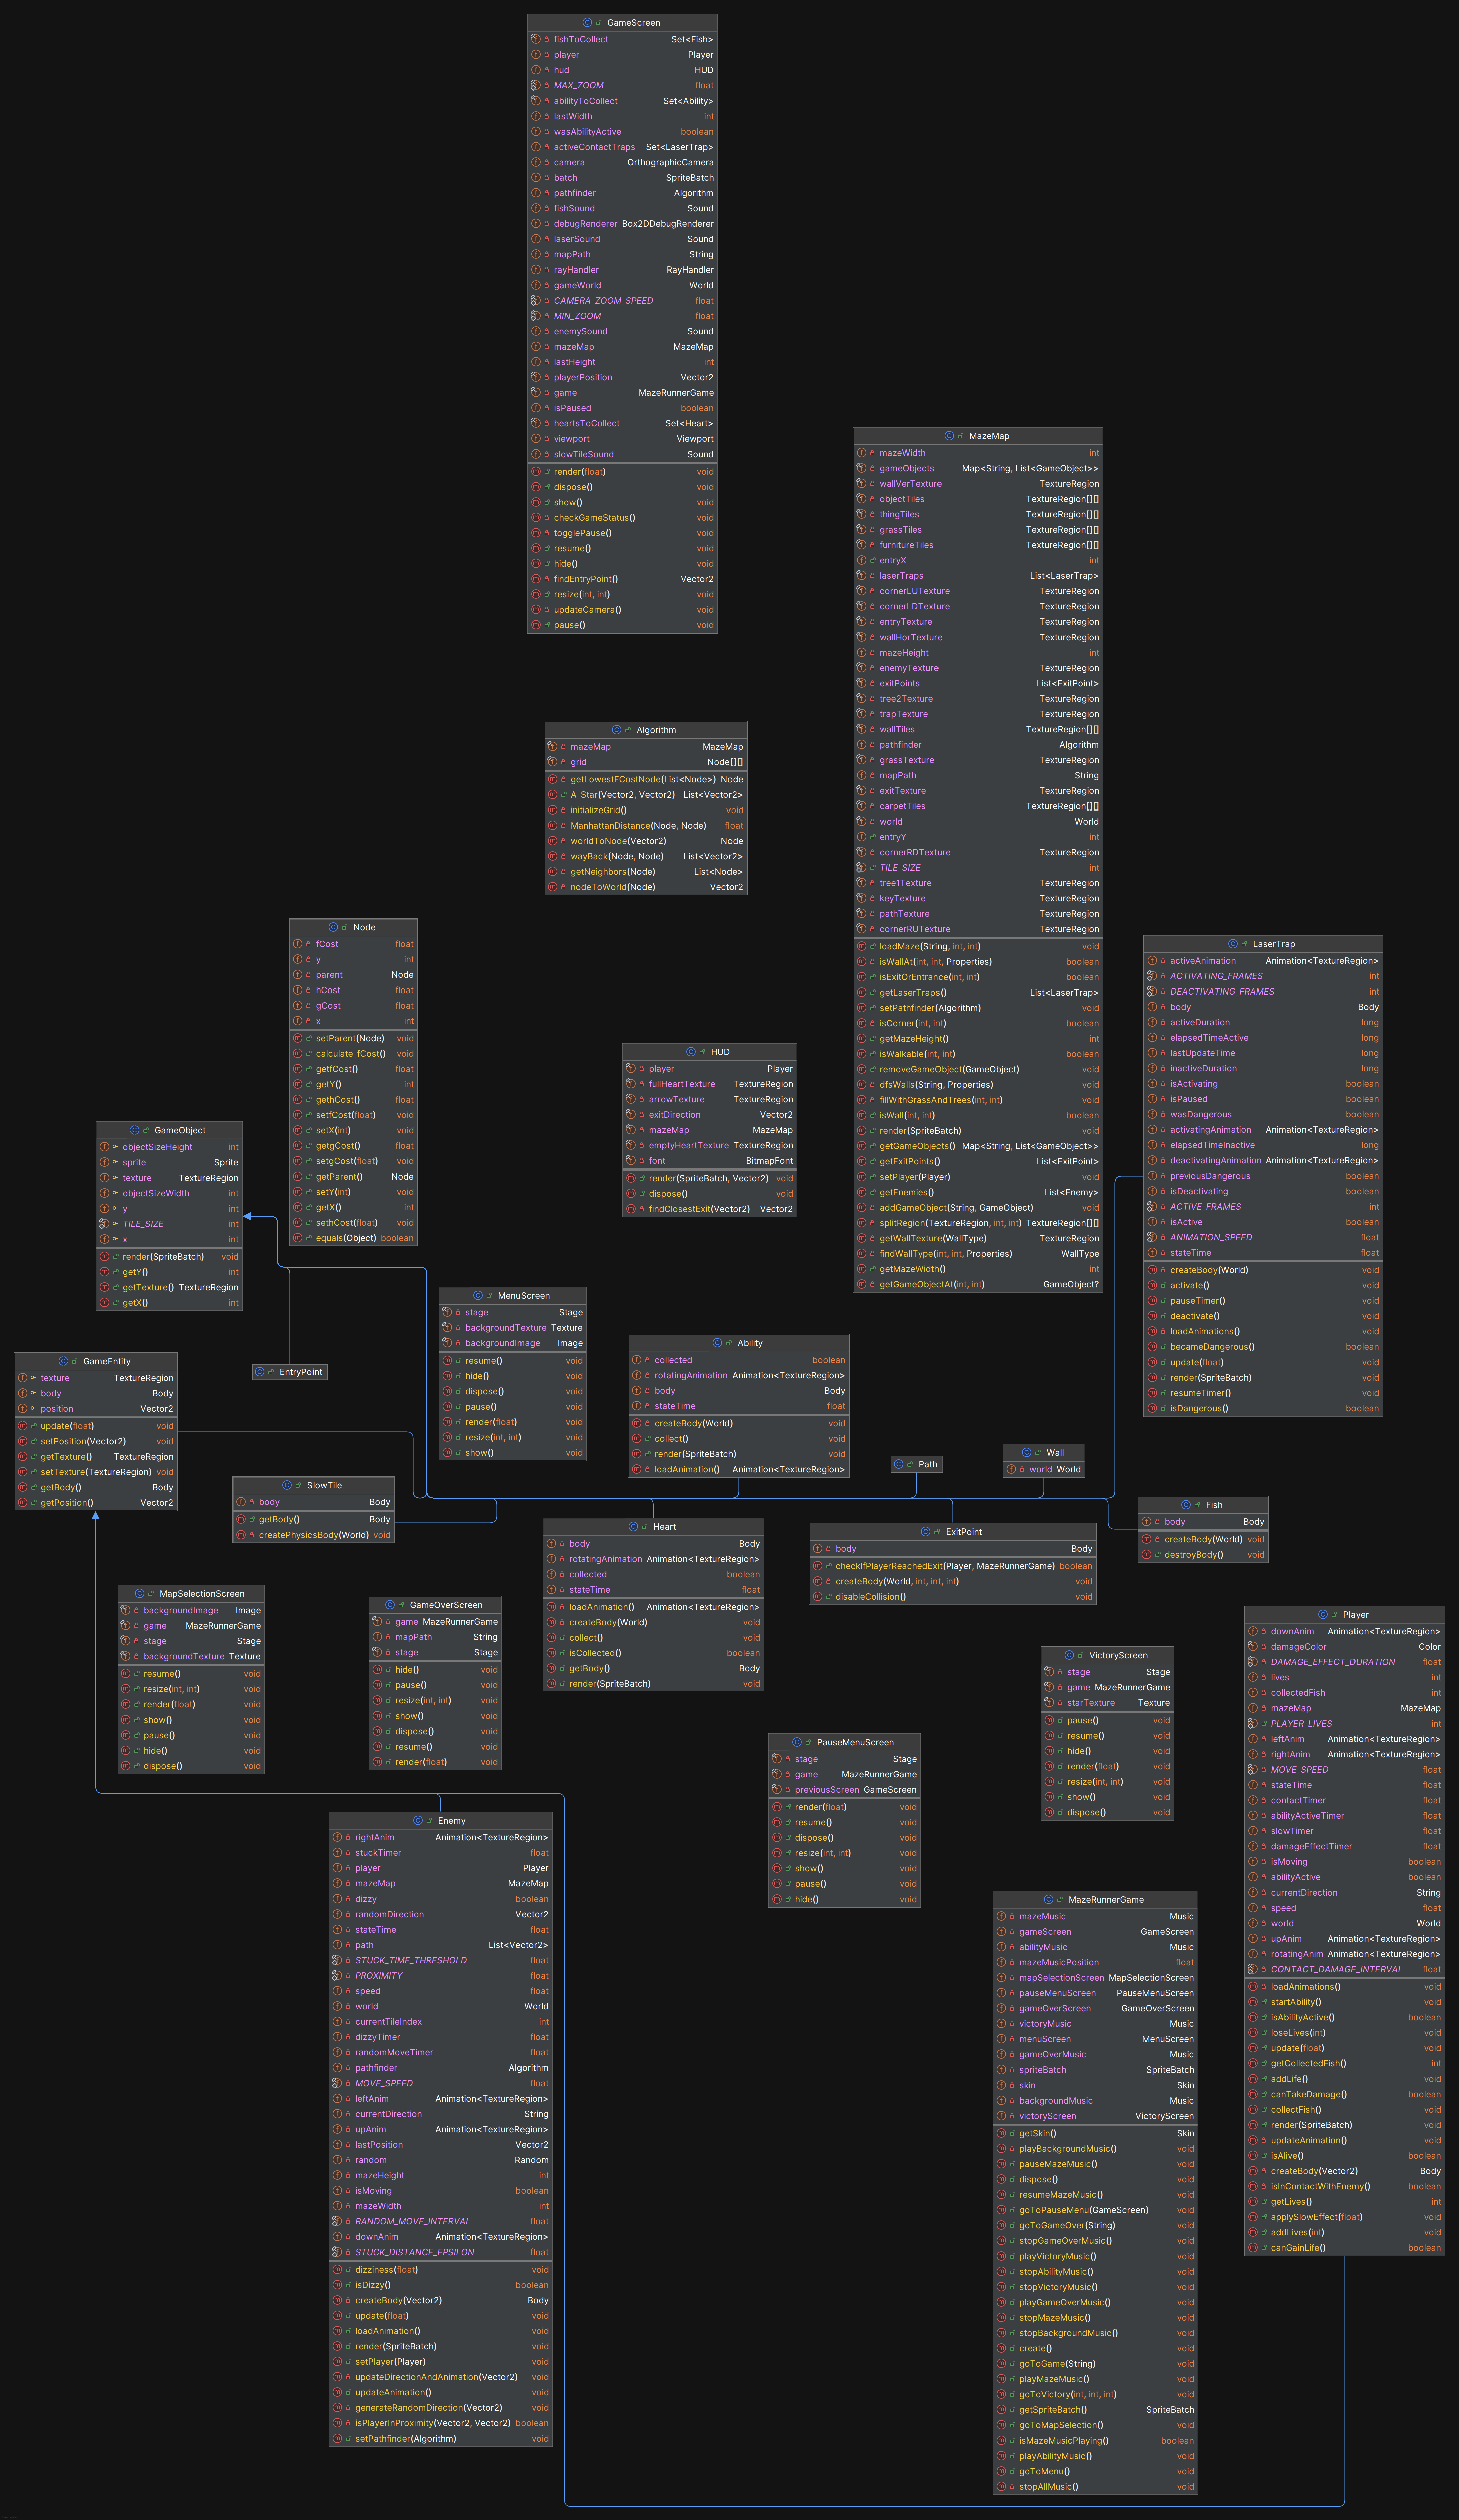 GameScreen
fishToCollect Set<Fish>
player Player
hud HUD
MAX_ZOOM float
abilityToCollect Set<Ability>
lastWidth int
wasAbilityActive boolean
activeContactTraps Set<LaserTrap>
camera OrthographicCamera
batch SpriteBatch
pathfinder Algorithm
fishSound Sound
debugRenderer Box2DDebugRenderer
laserSound Sound
mapPath String
rayHandler RayHandler
gameWorld World
CAMERA_ZOOM_SPEED float
MIN_ZOOM float
enemySound Sound
mazeMap MazeMap
lastHeight int
playerPosition Vector2
game MazeRunnerGame
isPaused boolean
heartsToCollect Set<Heart>
viewport Viewport
slowTileSound Sound
render(float) void
dispose() void
show() void
checkGameStatus() void
togglePause() void
resume() void
hide() void
findEntryPoint() Vector2
resize(int, int) void
updateCamera() void
pause() void
MazeMap
mazeWidth int
gameObjects Map<String, List<GameObject>>
wallVerTexture TextureRegion
objectTiles TextureRegion[][]
thingTiles TextureRegion[][]
grassTiles TextureRegion[][]
furnitureTiles TextureRegion[][]
entryX int
laserTraps List<LaserTrap>
cornerLUTexture TextureRegion
cornerLDTexture TextureRegion
entryTexture TextureRegion
wallHorTexture TextureRegion
mazeHeight int
enemyTexture TextureRegion
exitPoints List<ExitPoint>
tree2Texture TextureRegion
trapTexture TextureRegion
wallTiles TextureRegion[][]
pathfinder Algorithm
grassTexture TextureRegion
mapPath String
exitTexture TextureRegion
carpetTiles TextureRegion[][]
world World
entryY int
cornerRDTexture TextureRegion
TILE_SIZE int
tree1Texture TextureRegion
keyTexture TextureRegion
pathTexture TextureRegion
cornerRUTexture TextureRegion
loadMaze(String, int, int) void
isWallAt(int, int, Properties) boolean
isExitOrEntrance(int, int) boolean
getLaserTraps() List<LaserTrap>
setPathfinder(Algorithm) void
isCorner(int, int) boolean
getMazeHeight() int
isWalkable(int, int) boolean
removeGameObject(GameObject) void
dfsWalls(String, Properties) void
fillWithGrassAndTrees(int, int) void
isWall(int, int) boolean
render(SpriteBatch) void
getGameObjects() Map<String, List<GameObject>>
getExitPoints() List<ExitPoint>
setPlayer(Player) void
getEnemies() List<Enemy>
addGameObject(String, GameObject) void
splitRegion(TextureRegion, int, int) TextureRegion[][]
getWallTexture(WallType) TextureRegion
findWallType(int, int, Properties) WallType
getMazeWidth() int
getGameObjectAt(int, int) GameObject?
Algorithm
mazeMap MazeMap
grid Node[][]
getLowestFCostNode(List<Node>) Node
A_Star(Vector2, Vector2) List<Vector2>
initializeGrid() void
ManhattanDistance(Node, Node) float
worldToNode(Vector2) Node
wayBack(Node, Node) List<Vector2>
getNeighbors(Node) List<Node>
nodeToWorld(Node) Vector2
Node
fCost float
y int
parent Node
hCost float
gCost float
x int
setParent(Node) void
calculate_fCost() void
getfCost() float
getY() int
gethCost() float
setfCost(float) void
setX(int) void
getgCost() float
setgCost(float) void
getParent() Node
setY(int) void
getX() int
sethCost(float) void
equals(Object) boolean
LaserTrap
activeAnimation Animation<TextureRegion>
ACTIVATING_FRAMES int
DEACTIVATING_FRAMES int
body Body
activeDuration long
elapsedTimeActive long
lastUpdateTime long
inactiveDuration long
isActivating boolean
isPaused boolean
wasDangerous boolean
activatingAnimation Animation<TextureRegion>
elapsedTimeInactive long
deactivatingAnimation Animation<TextureRegion>
previousDangerous boolean
isDeactivating boolean
ACTIVE_FRAMES int
isActive boolean
ANIMATION_SPEED float
stateTime float
createBody(World) void
activate() void
pauseTimer() void
deactivate() void
loadAnimations() void
becameDangerous() boolean
update(float) void
render(SpriteBatch) void
resumeTimer() void
isDangerous() boolean
HUD
player Player
fullHeartTexture TextureRegion
arrowTexture TextureRegion
exitDirection Vector2
mazeMap MazeMap
emptyHeartTexture TextureRegion
font BitmapFont
render(SpriteBatch, Vector2) void
dispose() void
findClosestExit(Vector2) Vector2
GameObject
objectSizeHeight int
sprite Sprite
texture TextureRegion
objectSizeWidth int
y int
TILE_SIZE int
x int
render(SpriteBatch) void
getY() int
getTexture() TextureRegion
getX() int
MenuScreen
stage Stage
backgroundTexture Texture
backgroundImage Image
resume() void
hide() void
dispose() void
pause() void
render(float) void
resize(int, int) void
show() void
Ability
collected boolean
rotatingAnimation Animation<TextureRegion>
body Body
stateTime float
createBody(World) void
collect() void
render(SpriteBatch) void
loadAnimation() Animation<TextureRegion>
GameEntity
texture TextureRegion
body Body
position Vector2
update(float) void
setPosition(Vector2) void
getTexture() TextureRegion
setTexture(TextureRegion) void
getBody() Body
getPosition() Vector2
EntryPoint
Path
Wall
world World
SlowTile
body Body
getBody() Body
createPhysicsBody(World) void
Fish
body Body
createBody(World) void
destroyBody() void
Heart
body Body
rotatingAnimation Animation<TextureRegion>
collected boolean
stateTime float
loadAnimation() Animation<TextureRegion>
createBody(World) void
collect() void
isCollected() boolean
getBody() Body
render(SpriteBatch) void
ExitPoint
body Body
checkIfPlayerReachedExit(Player, MazeRunnerGame) boolean
createBody(World, int, int, int) void
disableCollision() void
MapSelectionScreen
backgroundImage Image
game MazeRunnerGame
stage Stage
backgroundTexture Texture
resume() void
resize(int, int) void
render(float) void
show() void
pause() void
hide() void
dispose() void
GameOverScreen
game MazeRunnerGame
mapPath String
stage Stage
hide() void
pause() void
resize(int, int) void
show() void
dispose() void
resume() void
render(float) void
Player
downAnim Animation<TextureRegion>
damageColor Color
DAMAGE_EFFECT_DURATION float
lives int
collectedFish int
mazeMap MazeMap
PLAYER_LIVES int
leftAnim Animation<TextureRegion>
rightAnim Animation<TextureRegion>
MOVE_SPEED float
stateTime float
contactTimer float
abilityActiveTimer float
slowTimer float
damageEffectTimer float
isMoving boolean
abilityActive boolean
currentDirection String
speed float
world World
upAnim Animation<TextureRegion>
rotatingAnim Animation<TextureRegion>
CONTACT_DAMAGE_INTERVAL float
loadAnimations() void
startAbility() void
isAbilityActive() boolean
loseLives(int) void
update(float) void
getCollectedFish() int
addLife() void
canTakeDamage() boolean
collectFish() void
render(SpriteBatch) void
updateAnimation() void
isAlive() boolean
createBody(Vector2) Body
isInContactWithEnemy() boolean
getLives() int
applySlowEffect(float) void
addLives(int) void
canGainLife() boolean
VictoryScreen
stage Stage
game MazeRunnerGame
starTexture Texture
pause() void
resume() void
hide() void
render(float) void
resize(int, int) void
show() void
dispose() void
PauseMenuScreen
stage Stage
game MazeRunnerGame
previousScreen GameScreen
render(float) void
resume() void
dispose() void
resize(int, int) void
show() void
pause() void
hide() void
Enemy
rightAnim Animation<TextureRegion>
stuckTimer float
player Player
mazeMap MazeMap
dizzy boolean
randomDirection Vector2
stateTime float
path List<Vector2>
STUCK_TIME_THRESHOLD float
PROXIMITY float
speed float
world World
currentTileIndex int
dizzyTimer float
randomMoveTimer float
pathfinder Algorithm
MOVE_SPEED float
leftAnim Animation<TextureRegion>
currentDirection String
upAnim Animation<TextureRegion>
lastPosition Vector2
random Random
mazeHeight int
isMoving boolean
mazeWidth int
RANDOM_MOVE_INTERVAL float
downAnim Animation<TextureRegion>
STUCK_DISTANCE_EPSILON float
dizziness(float) void
isDizzy() boolean
createBody(Vector2) Body
update(float) void
loadAnimation() void
render(SpriteBatch) void
setPlayer(Player) void
updateDirectionAndAnimation(Vector2) void
updateAnimation() void
generateRandomDirection(Vector2) void
isPlayerInProximity(Vector2, Vector2) boolean
setPathfinder(Algorithm) void
MazeRunnerGame
mazeMusic Music
gameScreen GameScreen
abilityMusic Music
mazeMusicPosition float
mapSelectionScreen MapSelectionScreen
pauseMenuScreen PauseMenuScreen
gameOverScreen GameOverScreen
victoryMusic Music
menuScreen MenuScreen
gameOverMusic Music
spriteBatch SpriteBatch
skin Skin
backgroundMusic Music
victoryScreen VictoryScreen
getSkin() Skin
playBackgroundMusic() void
pauseMazeMusic() void
dispose() void
resumeMazeMusic() void
goToPauseMenu(GameScreen) void
goToGameOver(String) void
stopGameOverMusic() void
playVictoryMusic() void
stopAbilityMusic() void
stopVictoryMusic() void
playGameOverMusic() void
stopMazeMusic() void
stopBackgroundMusic() void
create() void
goToGame(String) void
playMazeMusic() void
goToVictory(int, int, int) void
getSpriteBatch() SpriteBatch
goToMapSelection() void
isMazeMusicPlaying() boolean
playAbilityMusic() void
goToMenu() void
stopAllMusic() void